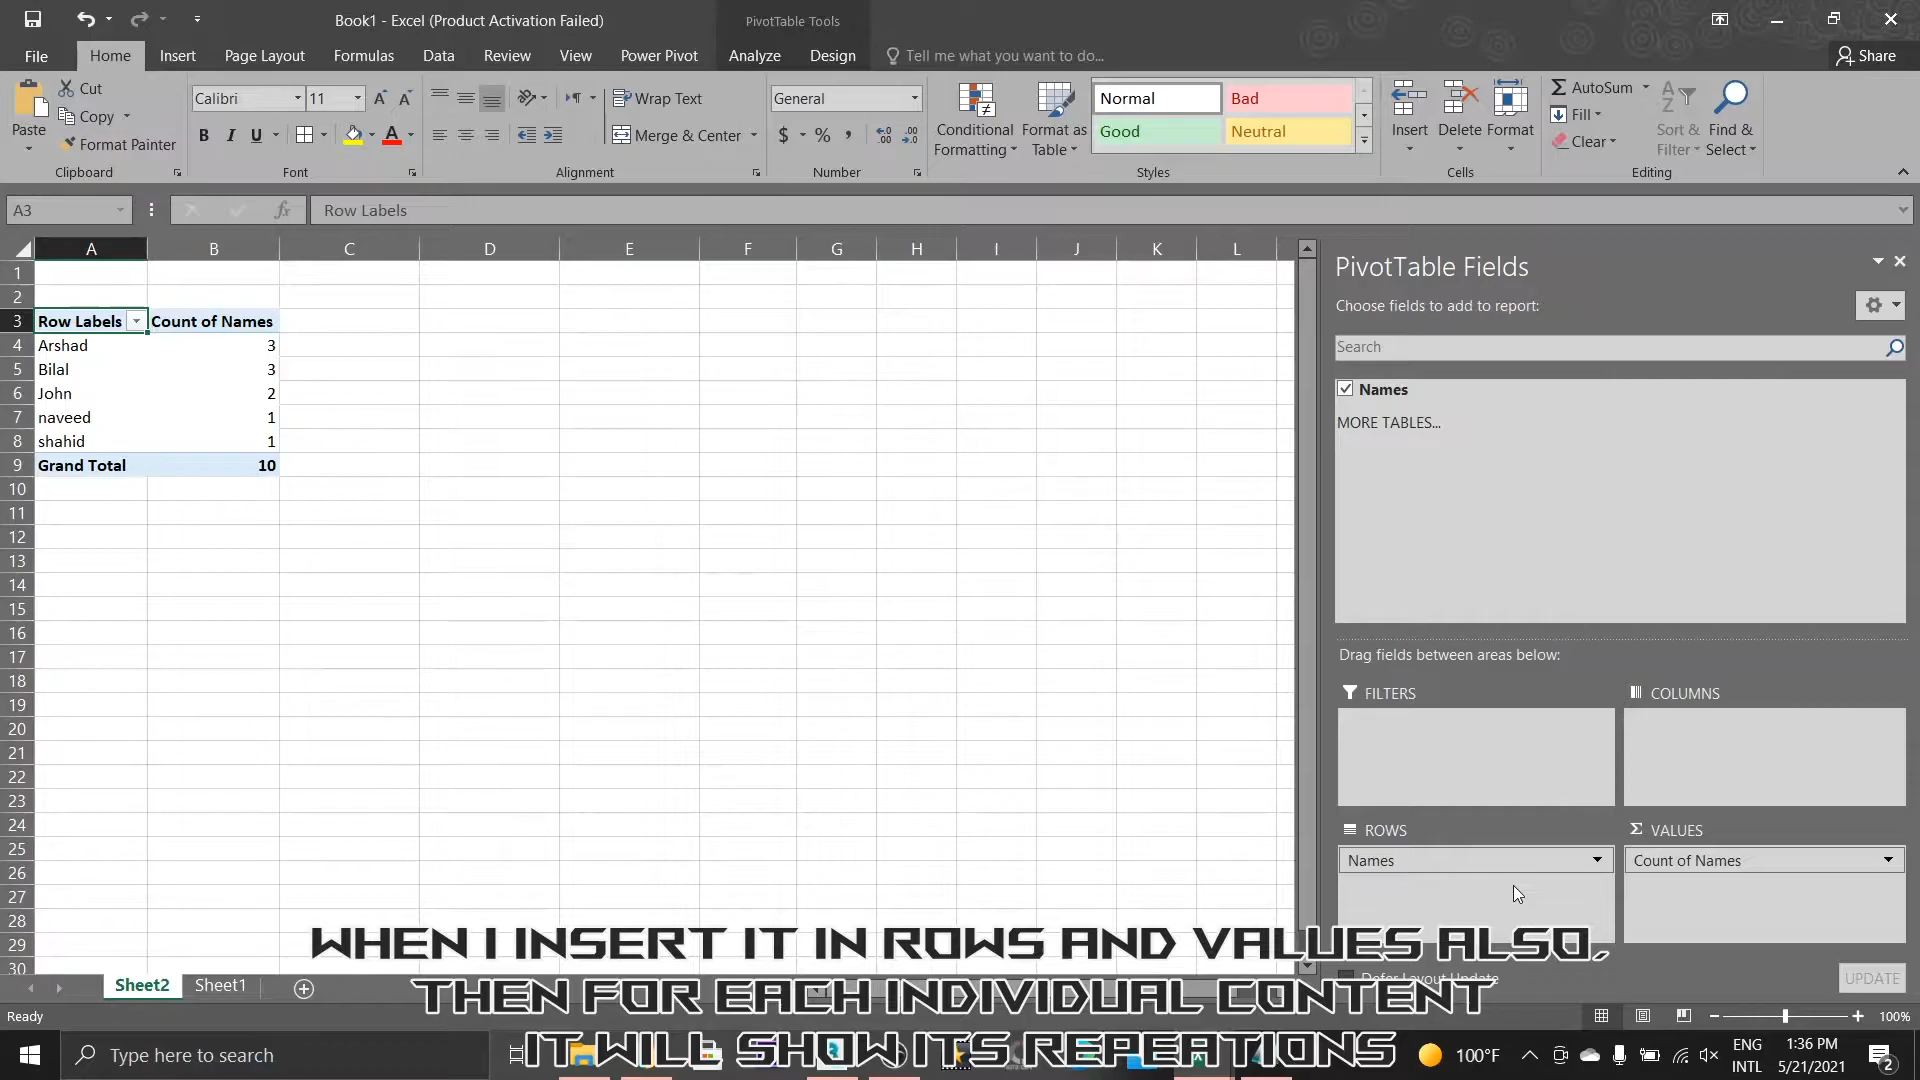 Book1 - Excel (Product Activation Failed)
PivotTable Tools
File Home Insert Page Layout Formulas Data Review View Power Pivot Analyze Design Tell me what you want to do... Share
Paste
Cut
Copy
Format Painter
Clipboard
Calibri 11
B I U
Font
Wrap Text
Merge & Center
Alignment
General
$ % ,
Number
Conditional Formatting
Format as Table
Normal Bad
Good Neutral
Styles
Insert Delete Format
Cells
AutoSum
Fill
Clear
Sort & Filter
Find & Select
Editing
A3 fx Row Labels
A B C D E F G H I J K L
1
2
3 Row Labels Count of Names
4 Arshad 3
5 Bilal 3
6 John 2
7 naveed 1
8 shahid 1
9 Grand Total 10
10
11
12
13
14
15
16
17
18
19
20
21
22
23
24
25
26
27
28
29
30
PivotTable Fields
Choose fields to add to report:
Search
Names
MORE TABLES...
Drag fields between areas below:
FILTERS COLUMNS
ROWS VALUES
Names Count of Names
Defer Layout Update UPDATE
WHEN I INSERT IT IN ROWS AND VALUES ALSO,
THEN FOR EACH INDIVIDUAL CONTENT
IT WILL SHOW ITS REPEATIONS
Sheet2 Sheet1
Ready 100%
Type here to search
100°F
ENG
INTL
1:36 PM
5/21/2021
2